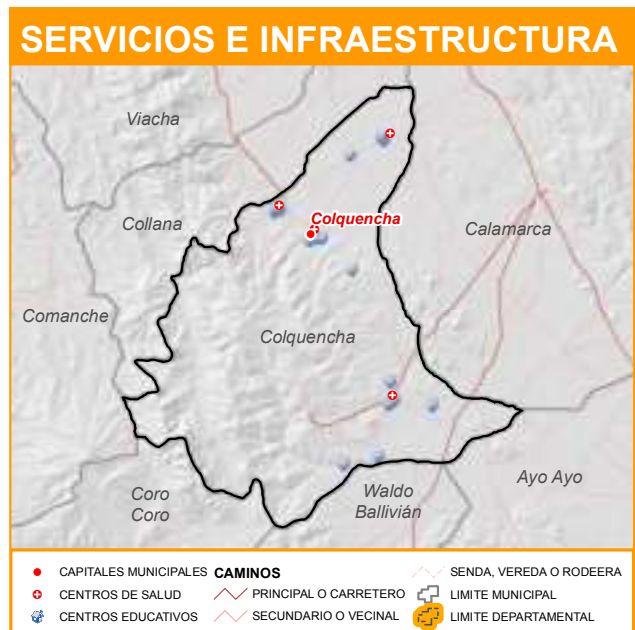 SERVICIOS E INFRAESTRUCTURA
Viacha
Collana
Colquencha
Calamarca
Comanche
Colquencha
Ayo Ayo
Coro
Coro
Waldo
Ballivián
CAPITALES MUNICIPALES
CENTROS DE SALUD
CENTROS EDUCATIVOS
CAMINOS
PRINCIPAL O CARRETERO
SECUNDARIO O VECINAL
SENDA, VEREDA O RODEERA
LIMITE MUNICIPAL
LIMITE DEPARTAMENTAL